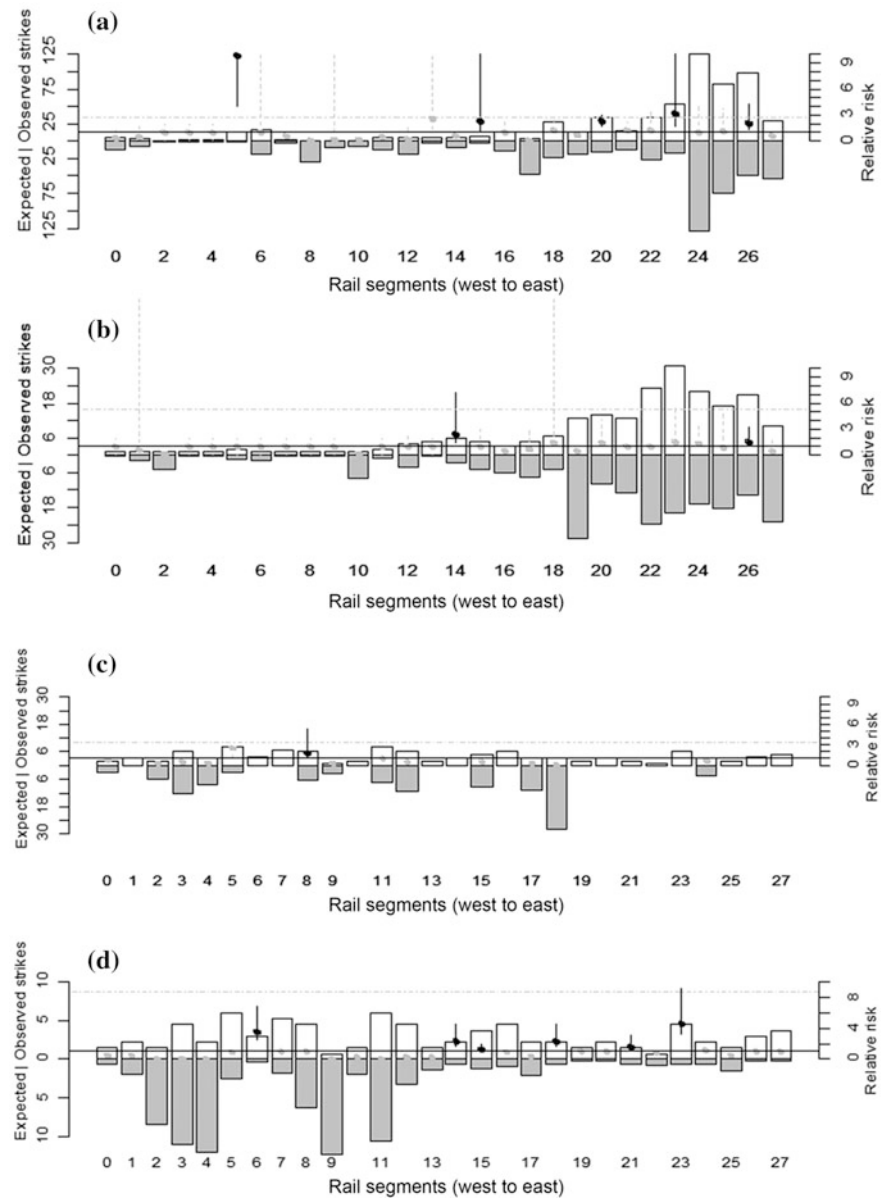 (a)
Expected | Observed strikes
125
75
25
25
75
125
9
6
3
0
Relative risk
0 2 4 6 8 10 12 14 16 18 20 22 24 26
Rail segments (west to east)
(b)
Expected | Observed strikes
30
18
6
6
18
30
9
6
3
0
Relative risk
0 2 4 6 8 10 12 14 16 18 20 22 24 26
Rail segments (west to east)
(c)
Expected | Observed strikes
30
18
6
6
18
30
9
6
3
0
Relative risk
0 1 2 3 4 5 6 7 8 9 11 13 15 17 19 21 23 25 27
Rail segments (west to east)
(d)
Expected | Observed strikes
10
5
0
5
10
8
4
0
Relative risk
0 1 2 3 4 5 6 7 8 9 11 13 15 17 19 21 23 25 27
Rail segments (west to east)